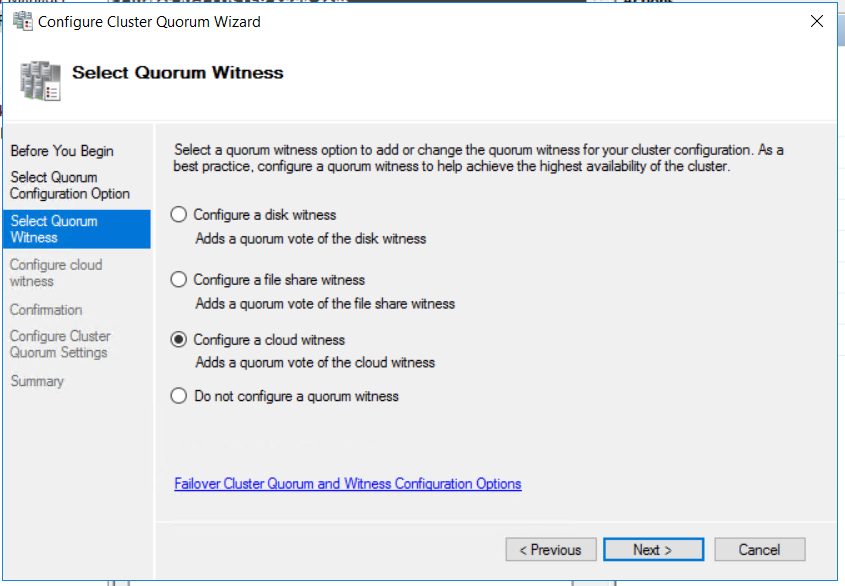 Configure Cluster Quorum Wizard
Select Quorum Witness
Before You Begin
Select Quorum
Configuration Option
Select Quorum
Witness
Configure cloud
witness
Confirmation
Configure Cluster
Quorum Settings
Summary
Select a quorum witness option to add or change the quorum witness for your cluster configuration. As a
best practice, configure a quorum witness to help achieve the highest availability of the cluster.
Configure a disk witness
Adds a quorum vote of the disk witness
Configure a file share witness
Adds a quorum vote of the file share witness
Configure a cloud witness
Adds a quorum vote of the cloud witness
Do not configure a quorum witness
Failover Cluster Quorum and Witness Configuration Options
< Previous
Next >
Cancel